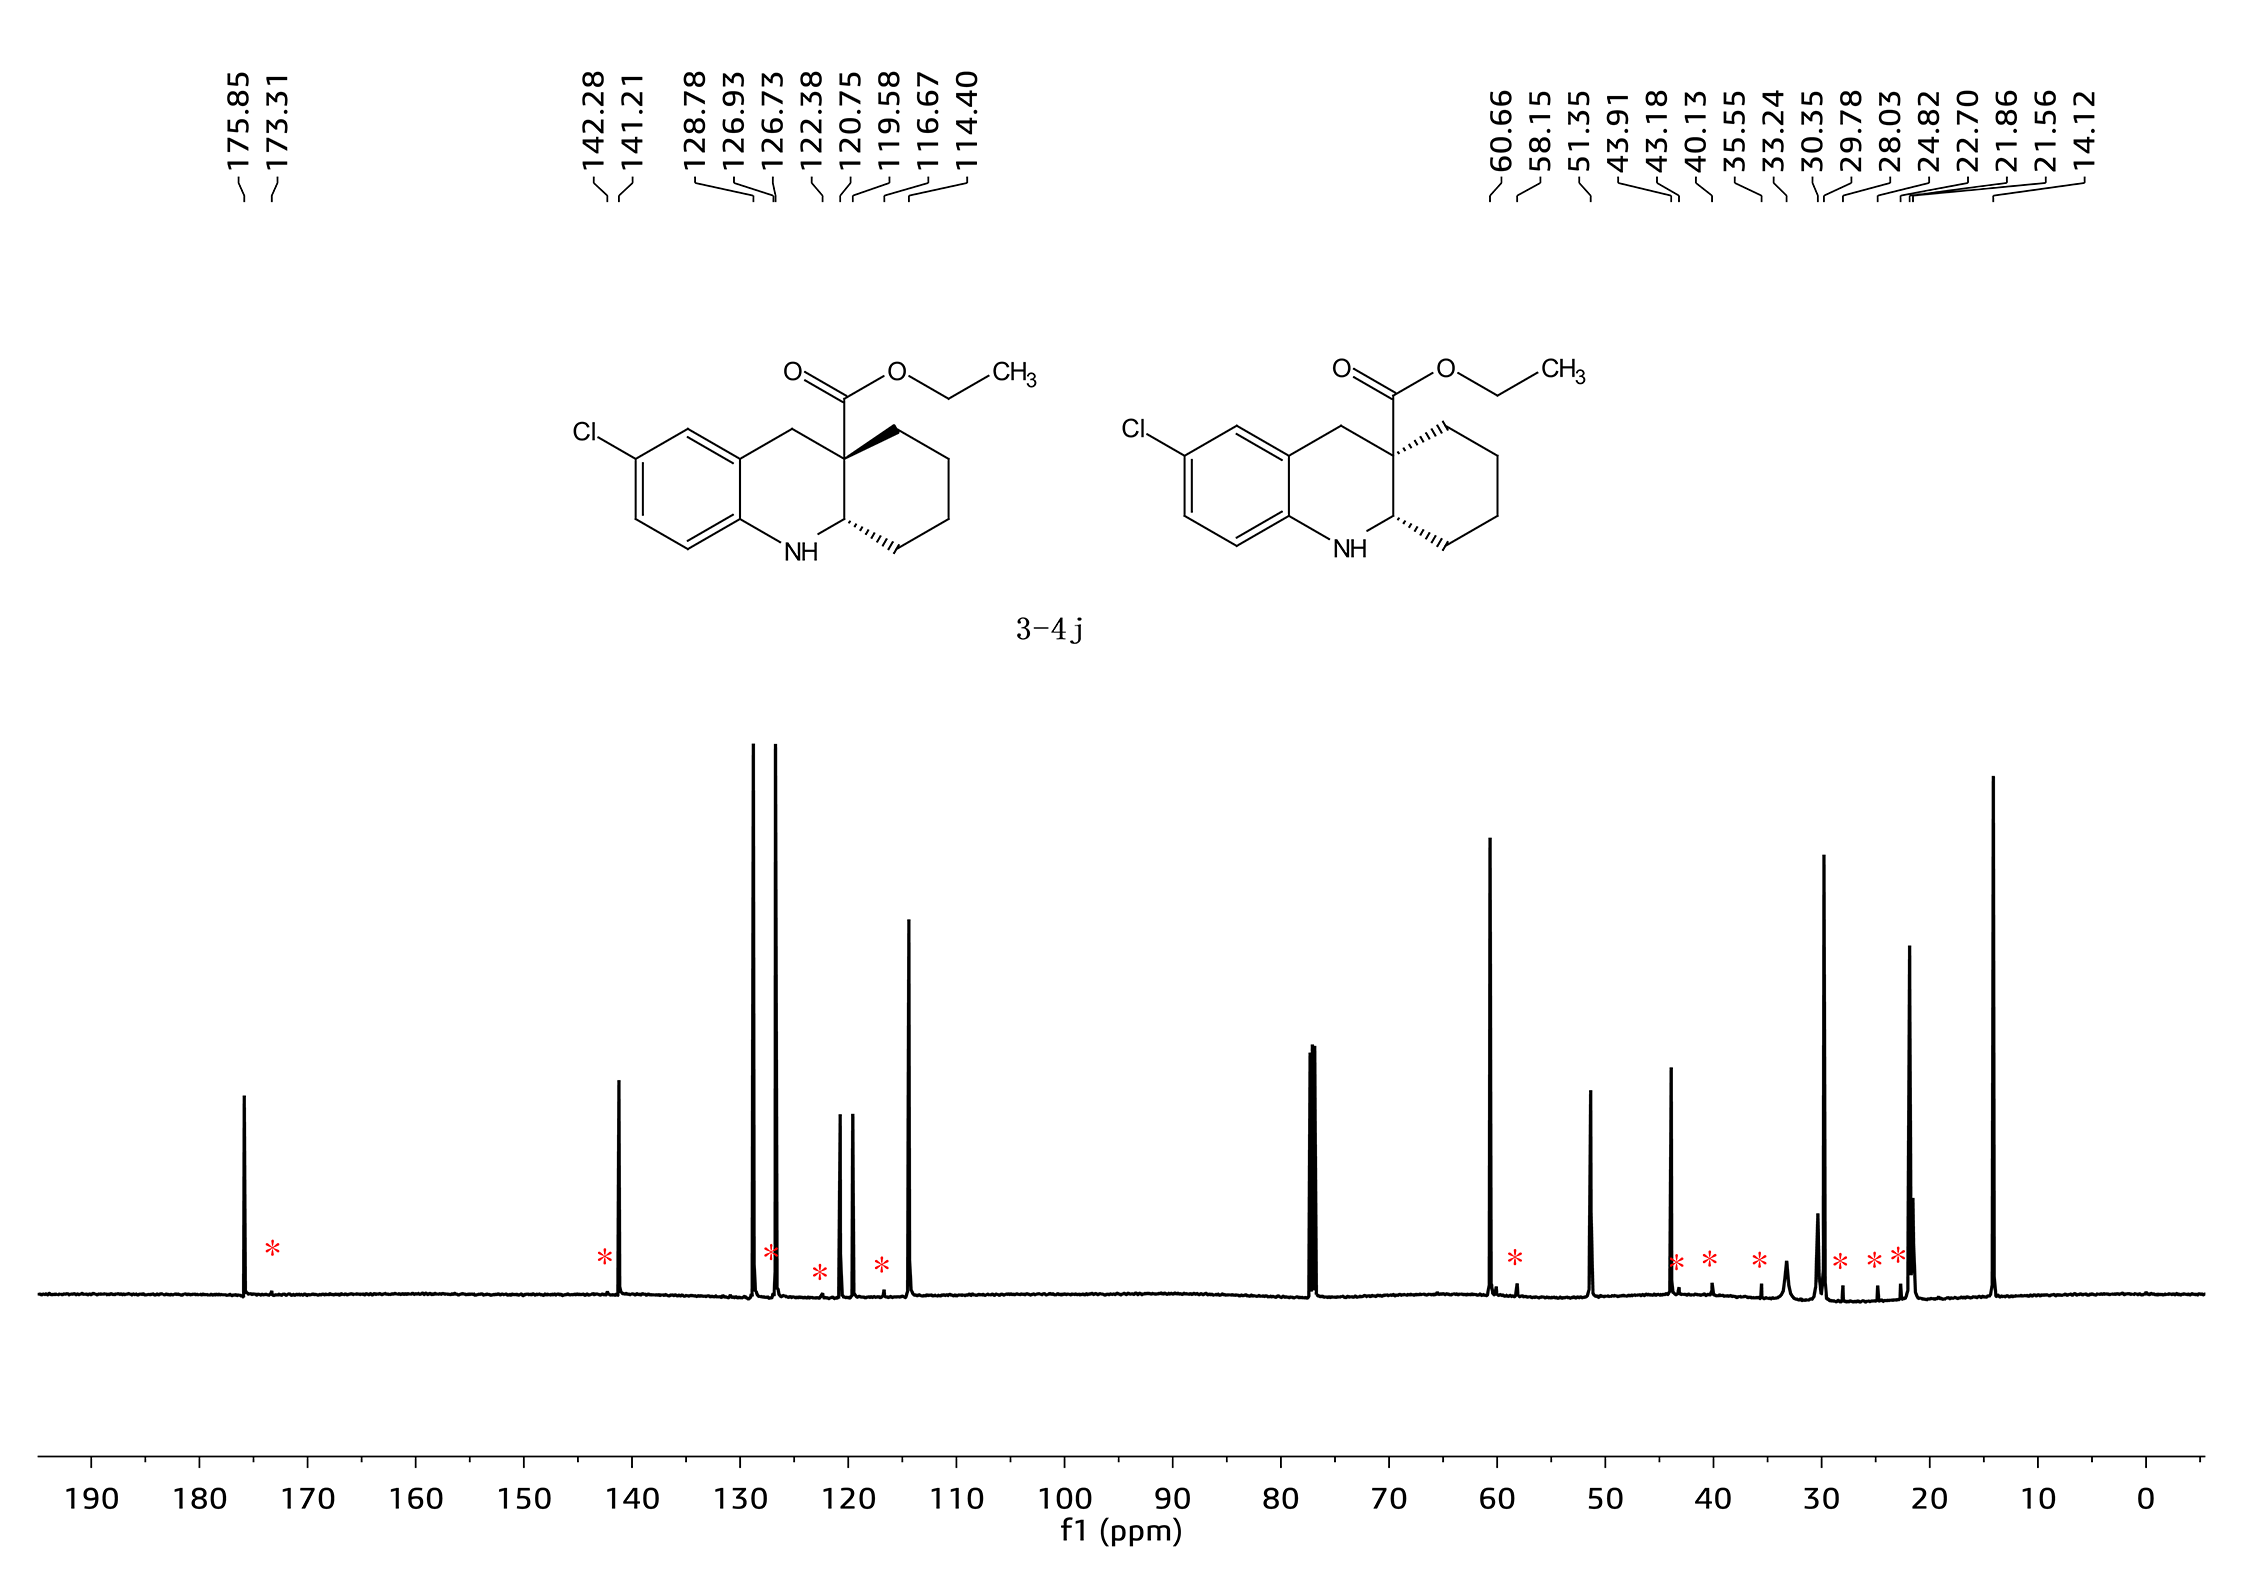 175.85 173.31 142.28 141.21 128.78 126.93 126.73 122.38 120.75 119.58 116.67 114.40 60.66 58.15 51.35 43.91 43.18 40.13 35.55 33.24 30.35 29.78 28.03 24.82 22.70 21.86 21.56 14.12
O O CH3 O O CH3
Cl Cl
NH NH
3-4j
* * * * * * * * * * * *
190 180 170 160 150 140 130 120 110 100 90 80 70 60 50 40 30 20 10 0
f1 (ppm)